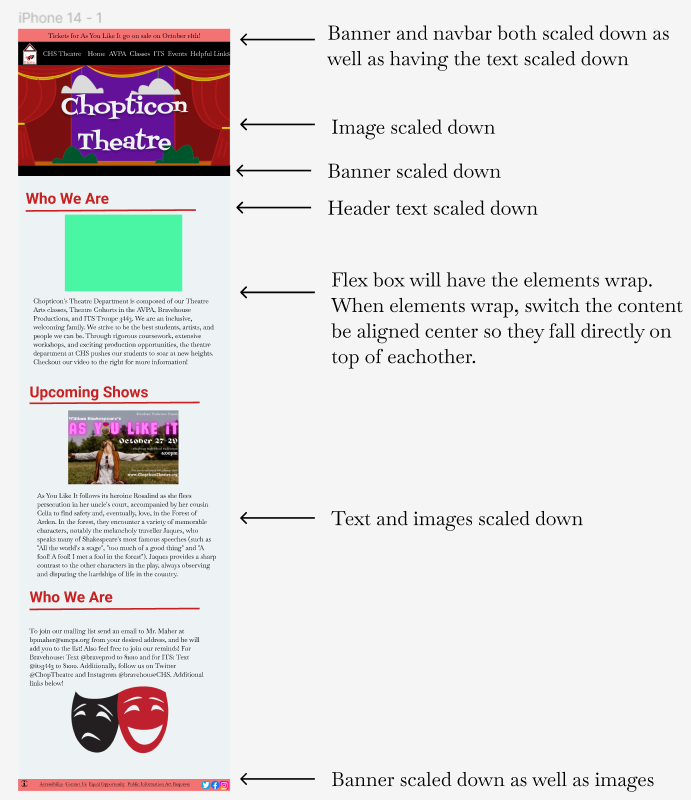 iPhone 14 - 1
Tickets for As You Like It go on sale on October 18th!
CHS Theatre Home AVPA Classes ITS Events Helpful Links
Chopticon
Theatre
Who We Are
Chopticon's Theatre Department is composed of our Theatre
Arts classes, Theatre Cohorts in the AVPA, Bravehouse
Productions, and ITS Troupe 3443. We are an inclusive,
welcoming family. We strive to be the best students, artists, and
people we can be. Through rigorous coursework, extensive
workshops, and exciting production opportunities, the theatre
department at CHS pushes our students to soar at new heights.
Checkout our video to the right for more information!
Upcoming Shows
William Shakespeare's
AS YOU LIKE IT
October 27-29
www.ChopticonTheatre.org
As You Like It follows its heroine Rosalind as she flees
persecution in her uncle's court, accompanied by her cousin
Celia to find safety and, eventually, love, in the Forest of
Arden. In the forest, they encounter a variety of memorable
characters, notably the melancholy traveller Jaques, who
speaks many of Shakespeare's most famous speeches (such as
"All the world's a stage", "too much of a good thing" and "A
fool! A fool! I met a fool in the forest"). Jaques provides a sharp
contrast to the other characters in the play, always observing
and disputing the hardships of life in the country.
Who We Are
To join our mailing list send an email to Mr. Maher at
bpmaher@smcps.org from your desired address, and he will
add you to the list! Also feel free to join our reminds! For
Bravehouse: Text @braveprod to 81010 and for ITS: Text
@its3443 to 81010. Additionally, follow us on Twitter
@ChopTheatre and Instagram @bravehouseCHS. Additional
links below!
Accessibility Contact Us Equal Opportunity Public Information Act Requests
Banner and navbar both scaled down as
well as having the text scaled down
Image scaled down
Banner scaled down
Header text scaled down
Flex box will have the elements wrap.
When elements wrap, switch the content
be aligned center so they fall directly on
top of eachother.
Text and images scaled down
Banner scaled down as well as images